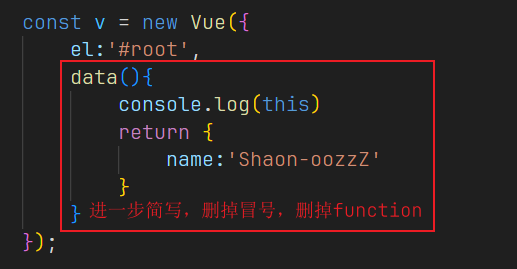 const v = new Vue({
el:'#root',
data(){
console.log(this)
return {
name:'Shaon-oozzZ'
}
} 进一步简写，删掉冒号，删掉function
});